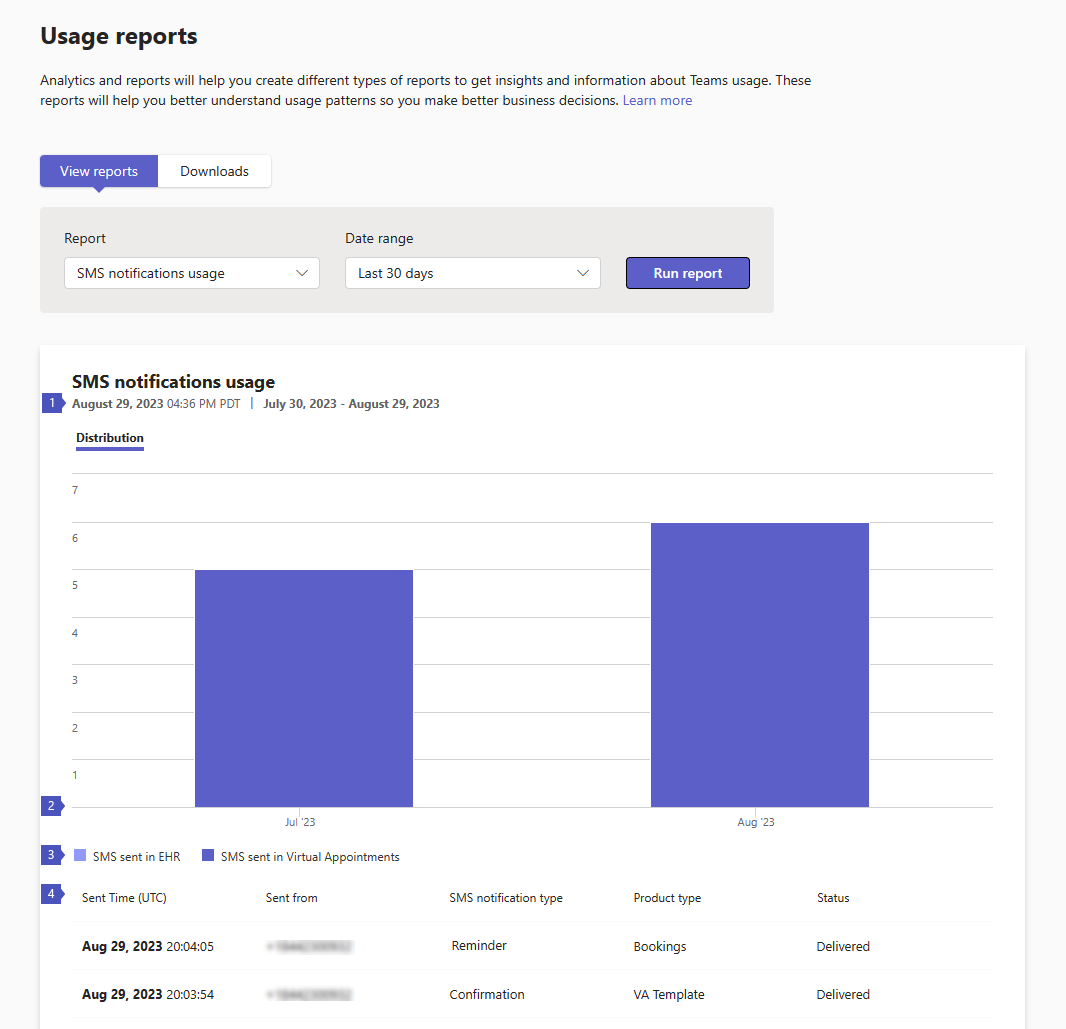 Usage reports
Analytics and reports will help you create different types of reports to get insights and information about Teams usage. These
reports will help you better understand usage patterns so you make better business decisions. Learn more
View reports Downloads
Report Date range
SMS notifications usage Last 30 days Run report
SMS notifications usage
1 August 29, 2023 04:36 PM PDT | July 30, 2023 - August 29, 2023
Distribution
7
6
5
4
3
2
1
2
Jul '23 Aug '23
3 SMS sent in EHR SMS sent in Virtual Appointments
4 Sent Time (UTC) Sent from SMS notification type Product type Status
Aug 29, 2023 20:04:05 Reminder Bookings Delivered
Aug 29, 2023 20:03:54 Confirmation VA Template Delivered